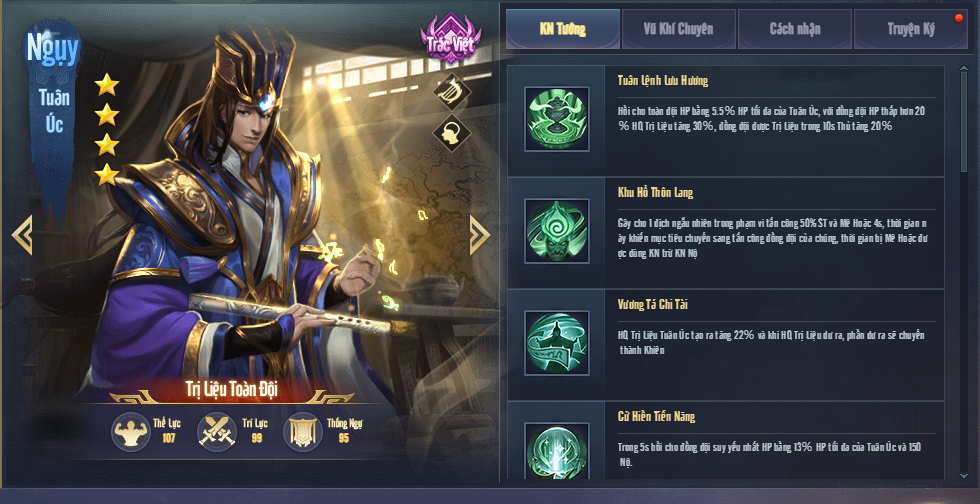 Ngụy
Tuân
Úc
Trác Việt
Trị Liệu Toàn Đội
Thể Lực
107
Trí Lực
99
Thống Ngự
95
KN Tướng
Vũ Khí Chuyên
Cách nhận
Truyện Ký
Tuân Lệnh Lưu Hương
Hồi cho toàn đội HP bằng 5.5% HP tối đa của Tuân Úc, với đồng đội HP thấp hơn 20
% HQ Trị Liệu tăng 30%, đồng đội được Trị Liệu trong 10s Thủ tăng 20%
Khu Hổ Thôn Lang
Gây cho 1 địch ngẫu nhiên trong phạm vi tấn công 50% ST và Mê Hoặc 4s, thời gian n
ày khiến mục tiêu chuyển sang tấn công đồng đội của chúng, thời gian bị Mê Hoặc đư
ợc dùng KN trừ KN Nộ
Vương Tá Chi Tài
HQ Trị Liệu Tuân Úc tạo ra tăng 22% và khi HQ Trị Liệu dư ra, phần dư ra sẽ chuyển
thành Khiên
Cử Hiền Tiến Năng
Trong 5s hồi cho đồng đội suy yếu nhất HP bằng 13% HP tối đa của Tuân Úc và 150
Nộ.